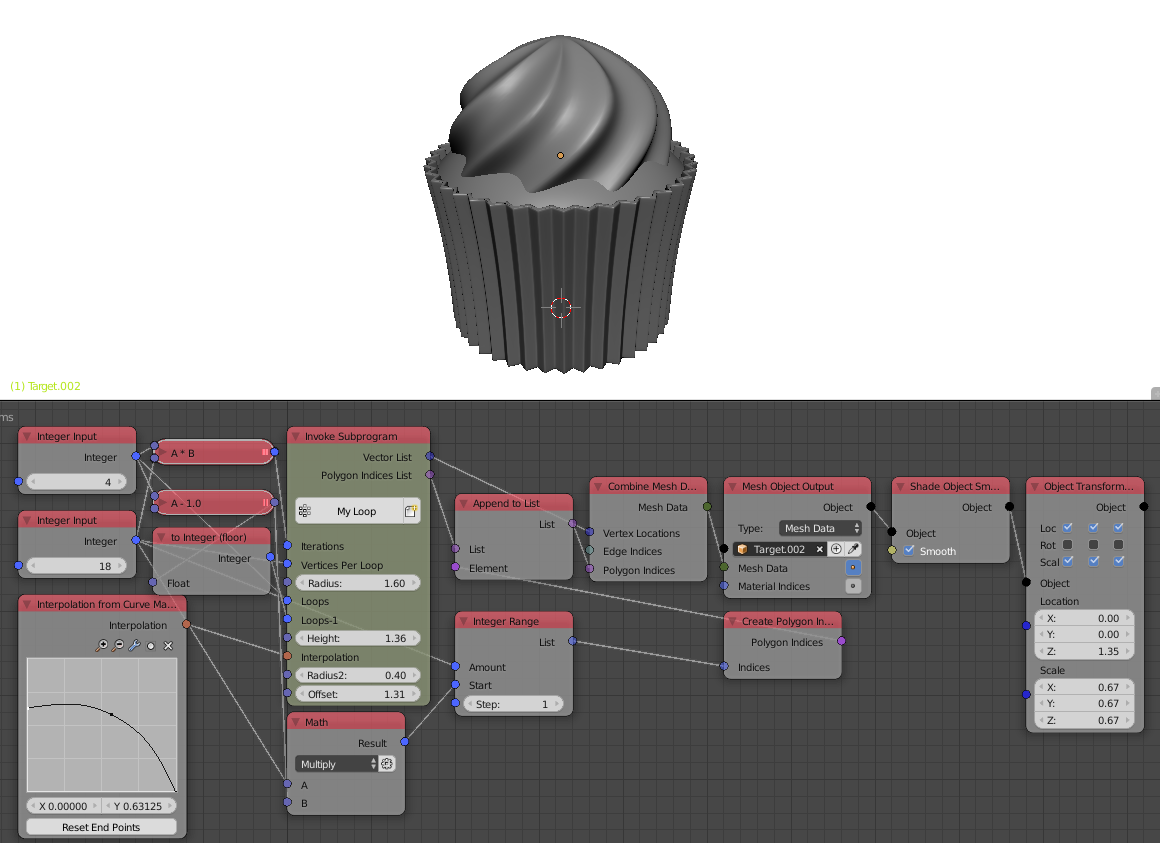 (1) Target.002
ms
Integer Input
Integer
4
A * B
A - 1.0
Integer Input
Integer
18
to Integer (floor)
Integer
Float
Interpolation from Curve Ma...
Interpolation
X 0.00000
Y 0.63125
Reset End Points
Invoke Subprogram
Vector List
Polygon Indices List
My Loop
Iterations
Vertices Per Loop
Radius: 1.60
Loops
Loops-1
Height: 1.36
Interpolation
Radius2: 0.40
Offset: 1.31
Math
Result
Multiply
A
B
Append to List
List
List
Element
Integer Range
List
Amount
Start
Step: 1
Combine Mesh D...
Mesh Data
Vertex Locations
Edge Indices
Polygon Indices
Mesh Object Output
Object
Type: Mesh Data
Target.002
Mesh Data
Material Indices
Create Polygon In...
Polygon Indices
Indices
Shade Object Sm...
Object
Object
Smooth
Object Transform...
Object
Loc
Rot
Scal
Object
Location
X: 0.00
Y: 0.00
Z: 1.35
Scale
X: 0.67
Y: 0.67
Z: 0.67